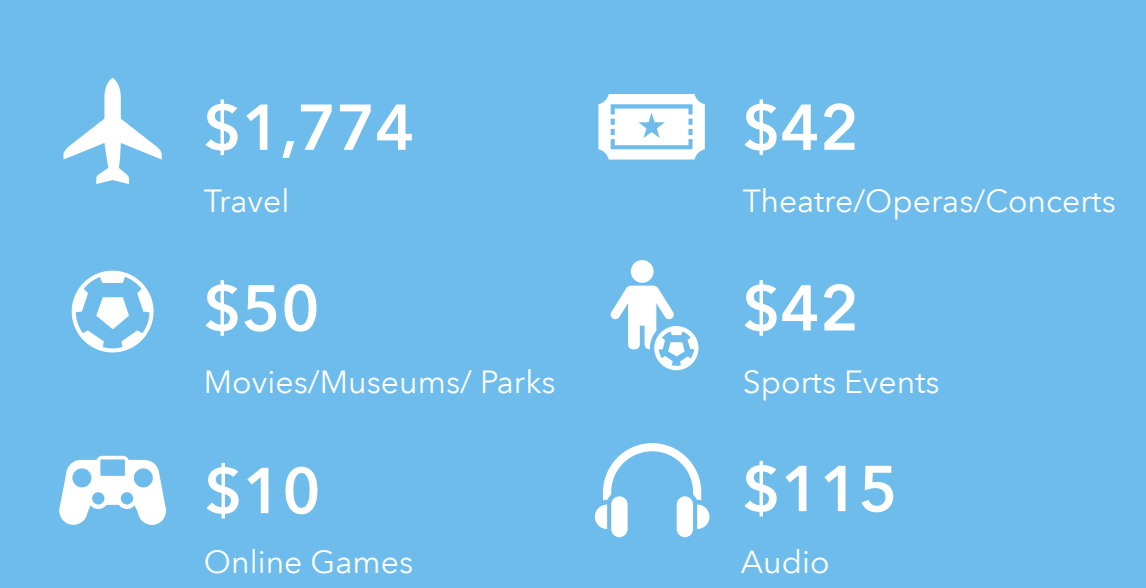 $1,774
Travel
$42
Theatre/Operas/Concerts
$50
Movies/Museums/ Parks
$42
Sports Events
$10
Online Games
$115
Audio